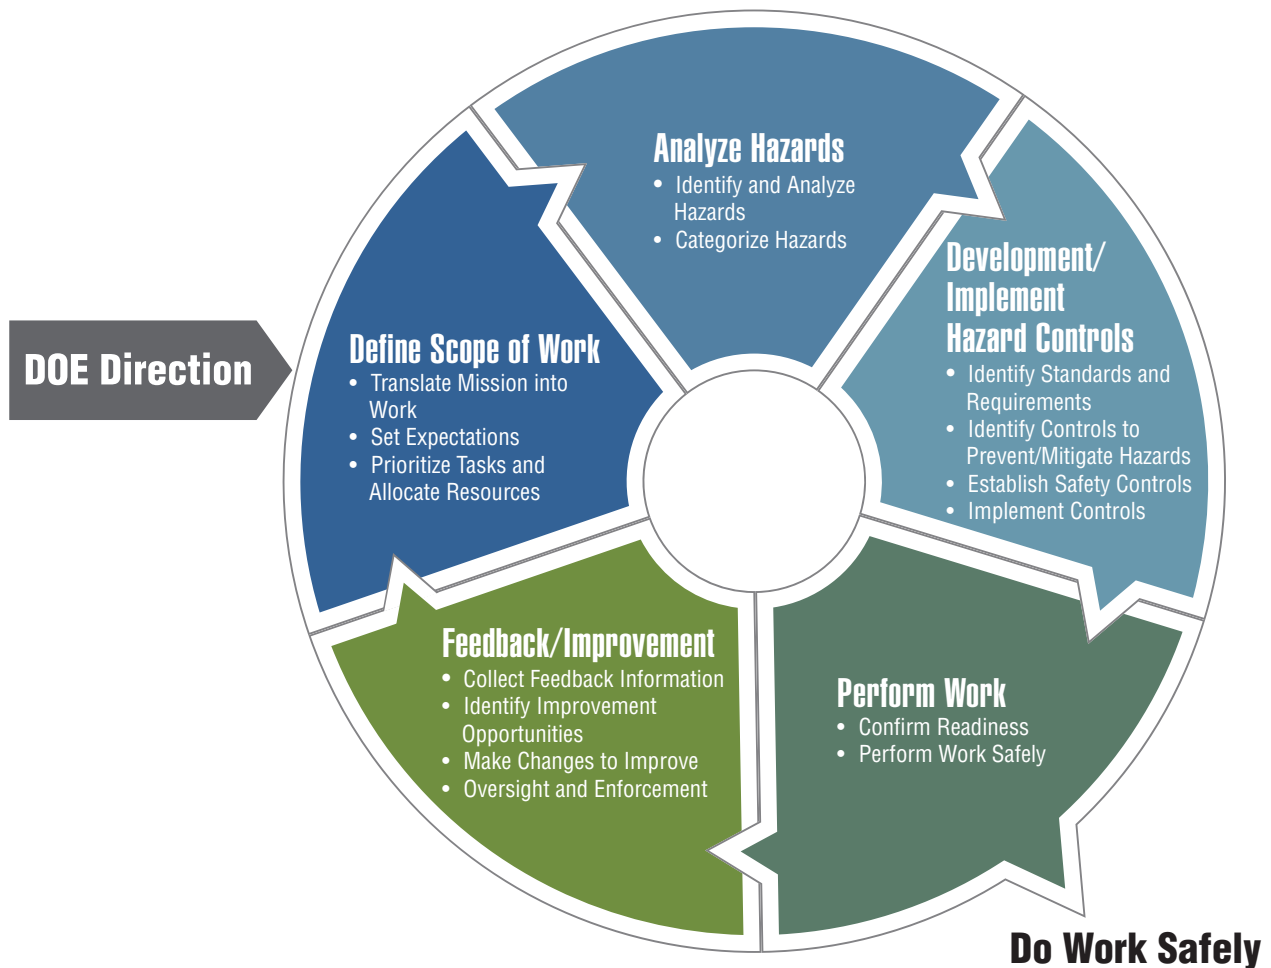 DOE Direction
Define Scope of Work
• Translate Mission into
Work
• Set Expectations
• Prioritize Tasks and
Allocate Resources
Analyze Hazards
• Identify and Analyze
Hazards
• Categorize Hazards
Development/
Implement
Hazard Controls
• Identify Standards and
Requirements
• Identify Controls to
Prevent/Mitigate Hazards
• Establish Safety Controls
• Implement Controls
Perform Work
• Confirm Readiness
• Perform Work Safely
Feedback/Improvement
• Collect Feedback Information
• Identify Improvement
Opportunities
• Make Changes to Improve
• Oversight and Enforcement
Do Work Safely